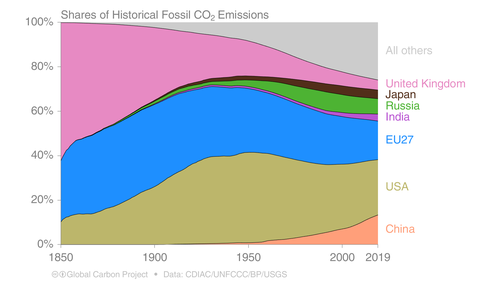 Shares of Historical Fossil CO₂ Emissions
100%
80%
60%
40%
20%
0%
1850
1900
1950
2000
2019
All others
United Kingdom
Japan
Russia
India
EU27
USA
China
Global Carbon Project • Data: CDIAC/UNFCCC/BP/USGS